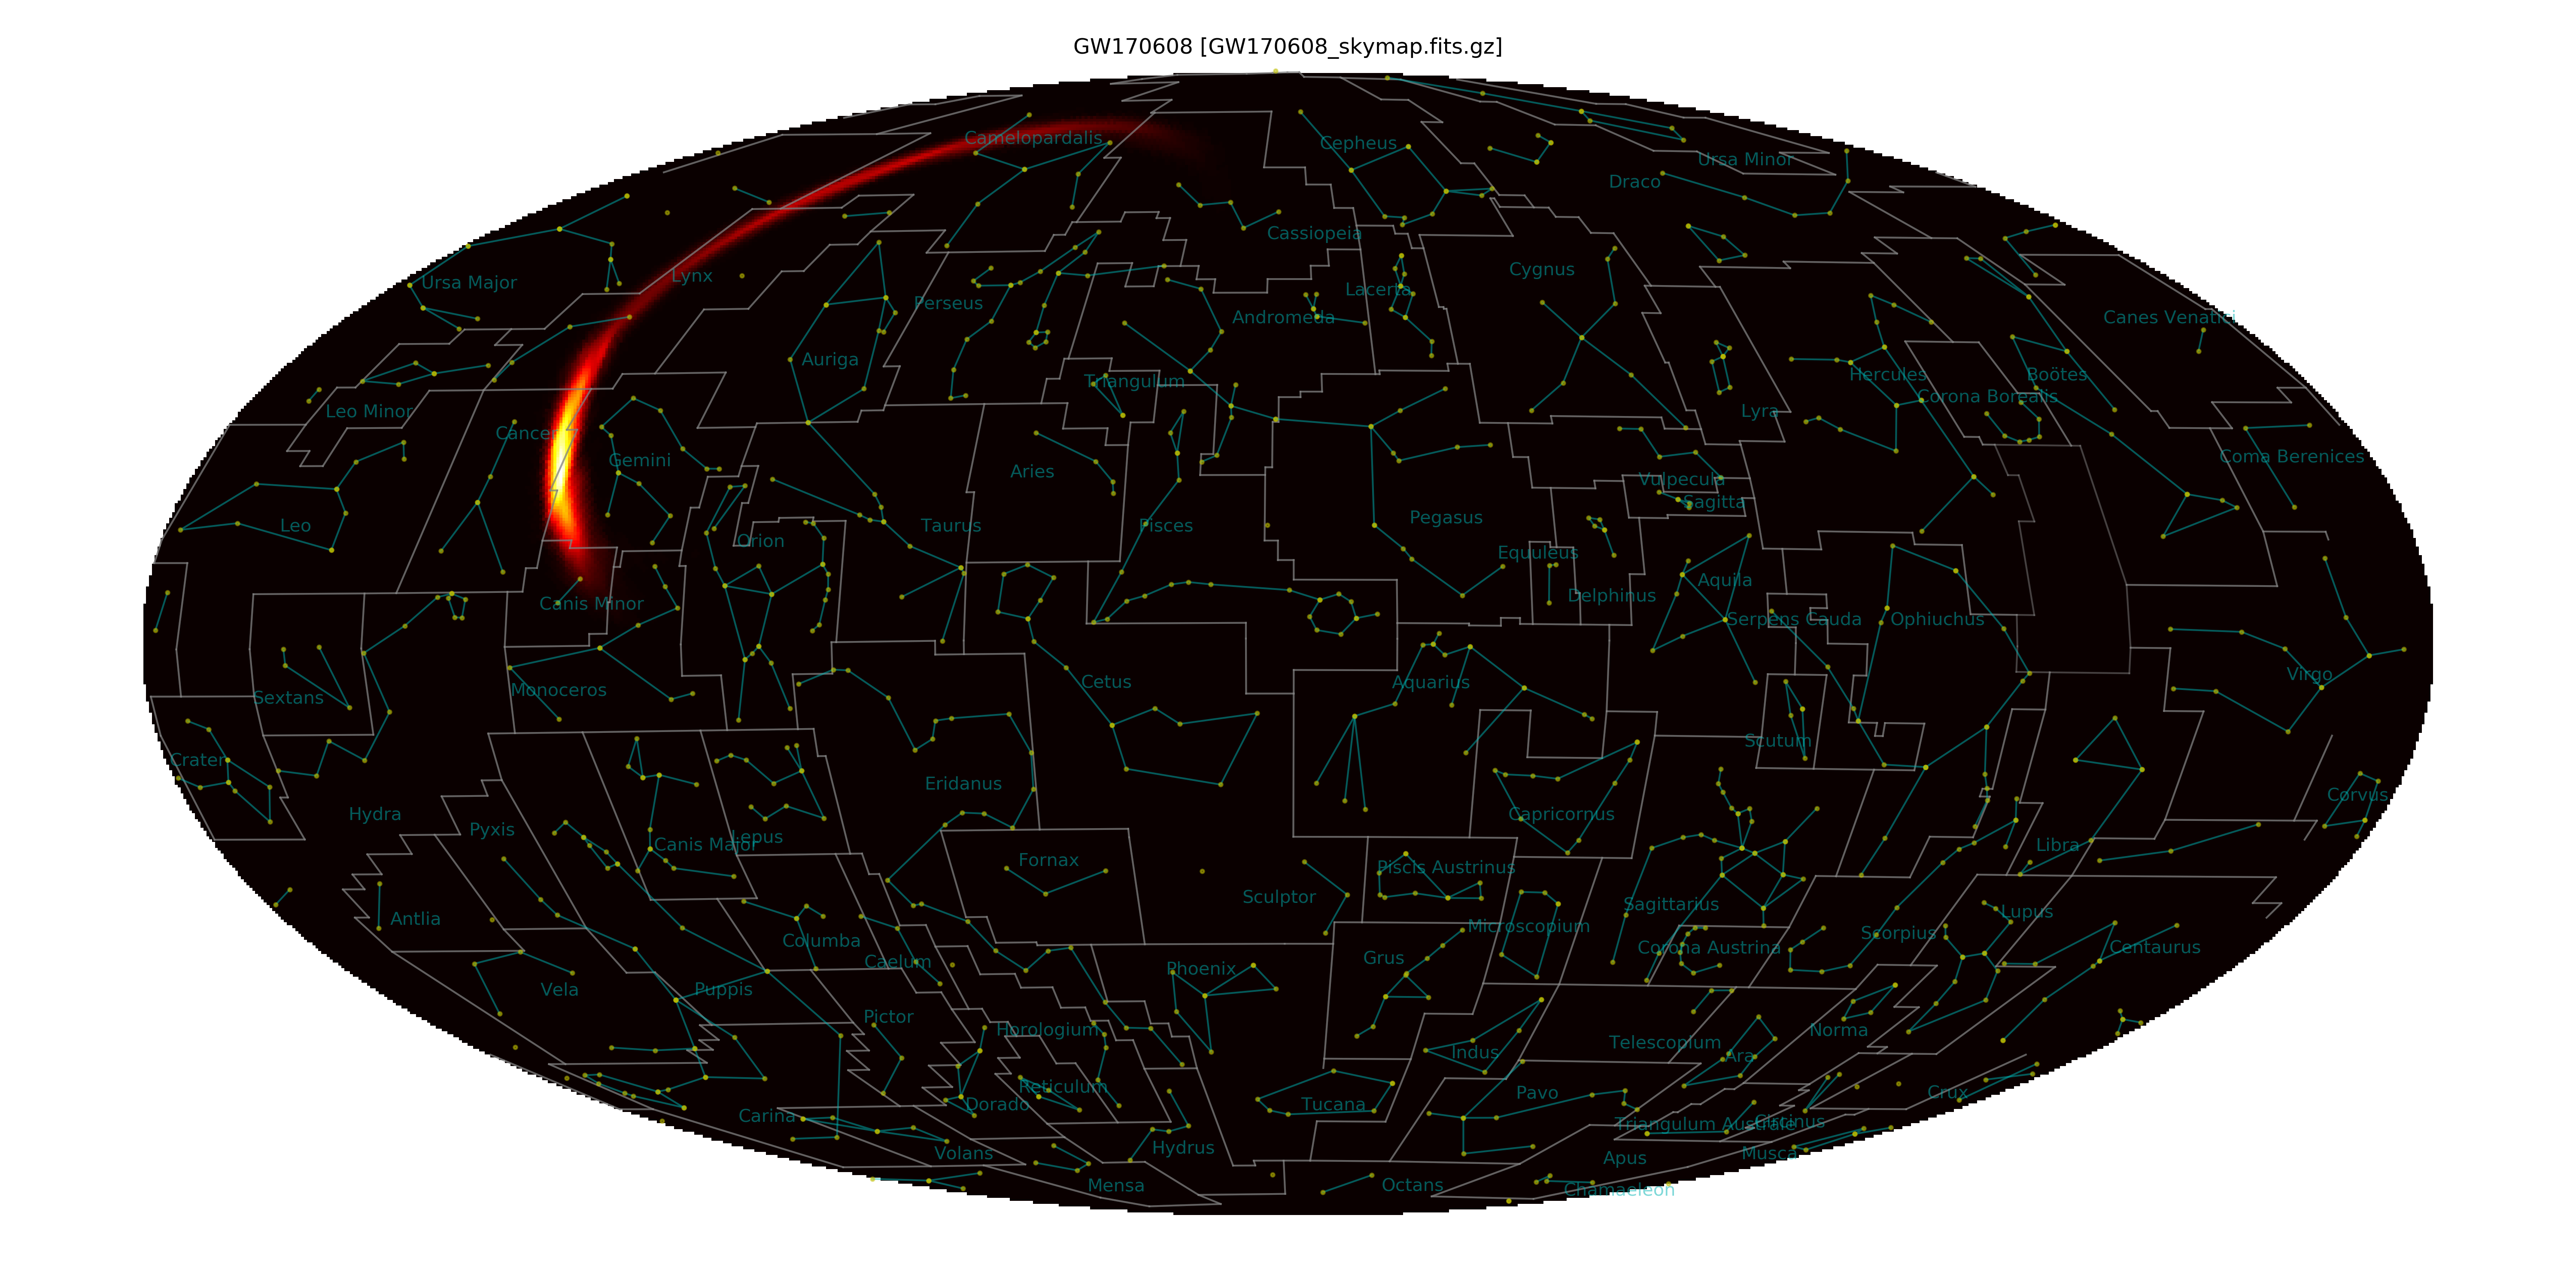 GW170608 [GW170608_skymap.fits.gz]
Camelopardalis
Cepheus
Ursa Minor
Draco
Cassiopeia
Ursa Major
Lynx
Cygnus
Perseus
Lacerta
Andromeda
Canes Venatici
Auriga
Triangulum
Hercules
Boötes
Corona Borealis
Leo Minor
Lyra
Cancer
Gemini
Aries
Coma Berenices
Vulpecula
Sagitta
Leo
Orion
Taurus
Pisces
Pegasus
Equuleus
Canis Minor
Delphinus
Aquila
Serpens Cauda
Ophiuchus
Sextans
Monoceros
Cetus
Aquarius
Virgo
Crater
Scutum
Hydra
Pyxis
Eridanus
Capricornus
Corvus
Canis Major
Lepus
Fornax
Piscis Austrinus
Libra
Antlia
Sculptor
Microscopium
Sagittarius
Lupus
Columba
Caelum
Phoenix
Grus
Corona Austrina
Scorpius
Centaurus
Vela
Puppis
Pictor
Horologium
Indus
Telescopium
Ara
Norma
Carina
Dorado
Reticulum
Tucana
Pavo
Crux
Triangulum Australe
Circinus
Volans
Hydrus
Apus
Musca
Mensa
Octans
Chamaeleon